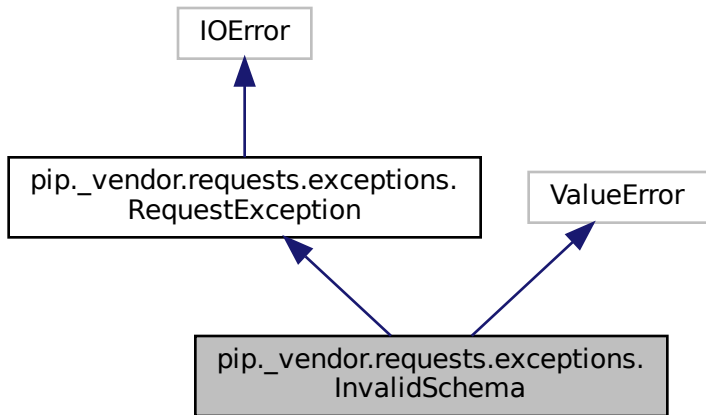 IOError
pip._vendor.requests.exceptions.
RequestException
ValueError
pip._vendor.requests.exceptions.
InvalidSchema